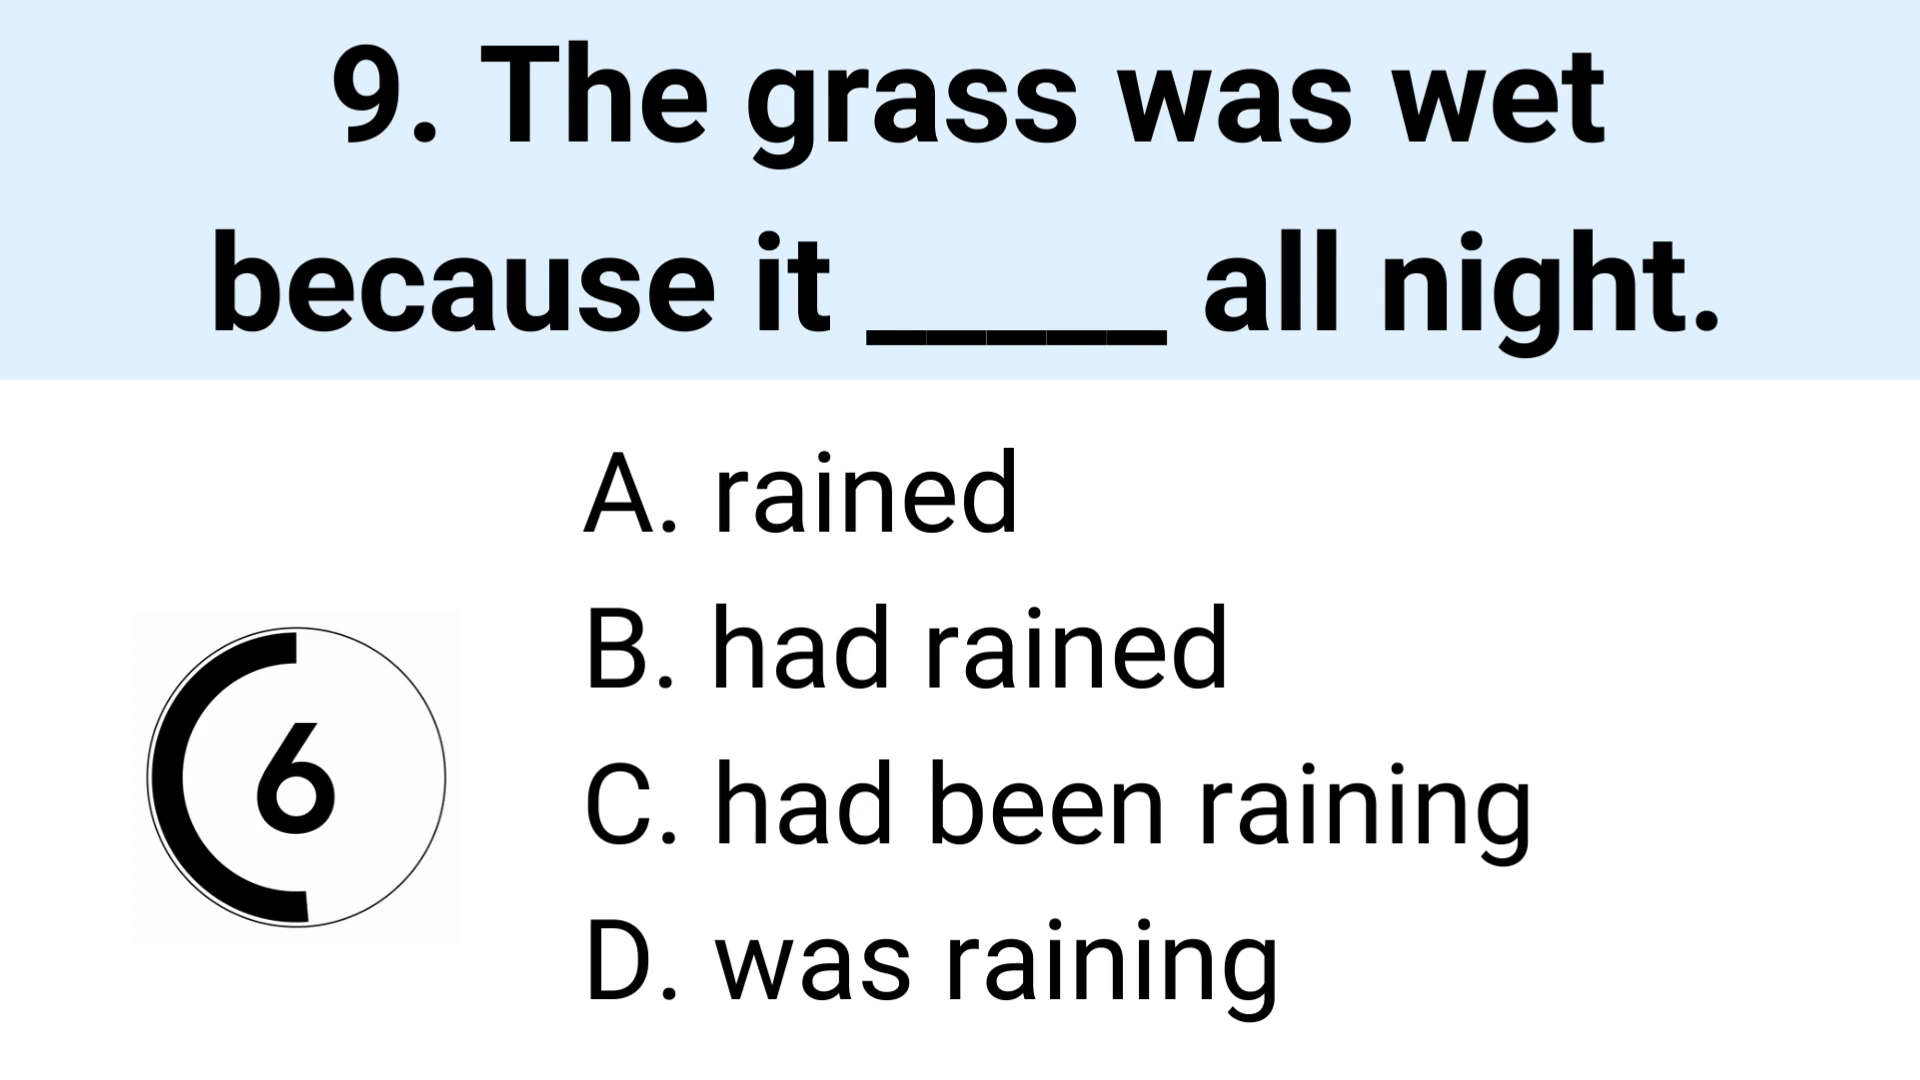 9. The grass was wet
because it _____ all night.
A. rained
B. had rained
C. had been raining
D. was raining
6